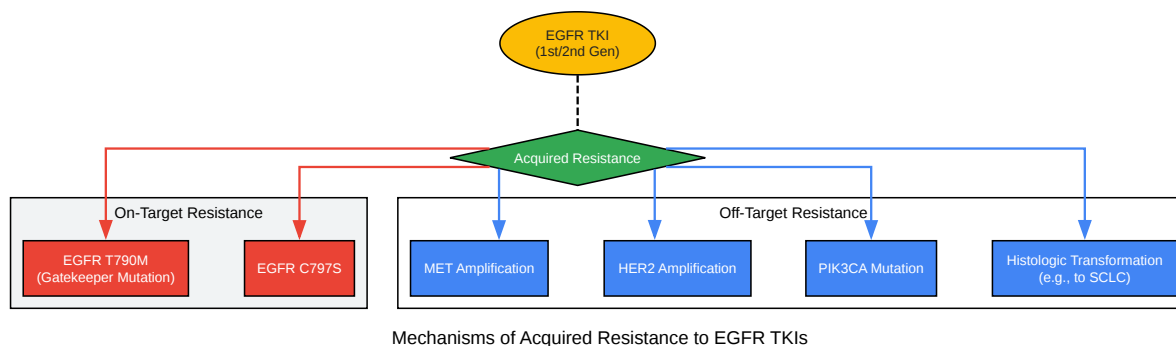 EGFR TKI
(1st/2nd Gen)
Acquired Resistance
On-Target Resistance
Off-Target Resistance
EGFR T790M
(Gatekeeper Mutation)
EGFR C797S
MET Amplification
HER2 Amplification
PIK3CA Mutation
Histologic Transformation
(e.g., to SCLC)
Mechanisms of Acquired Resistance to EGFR TKIs